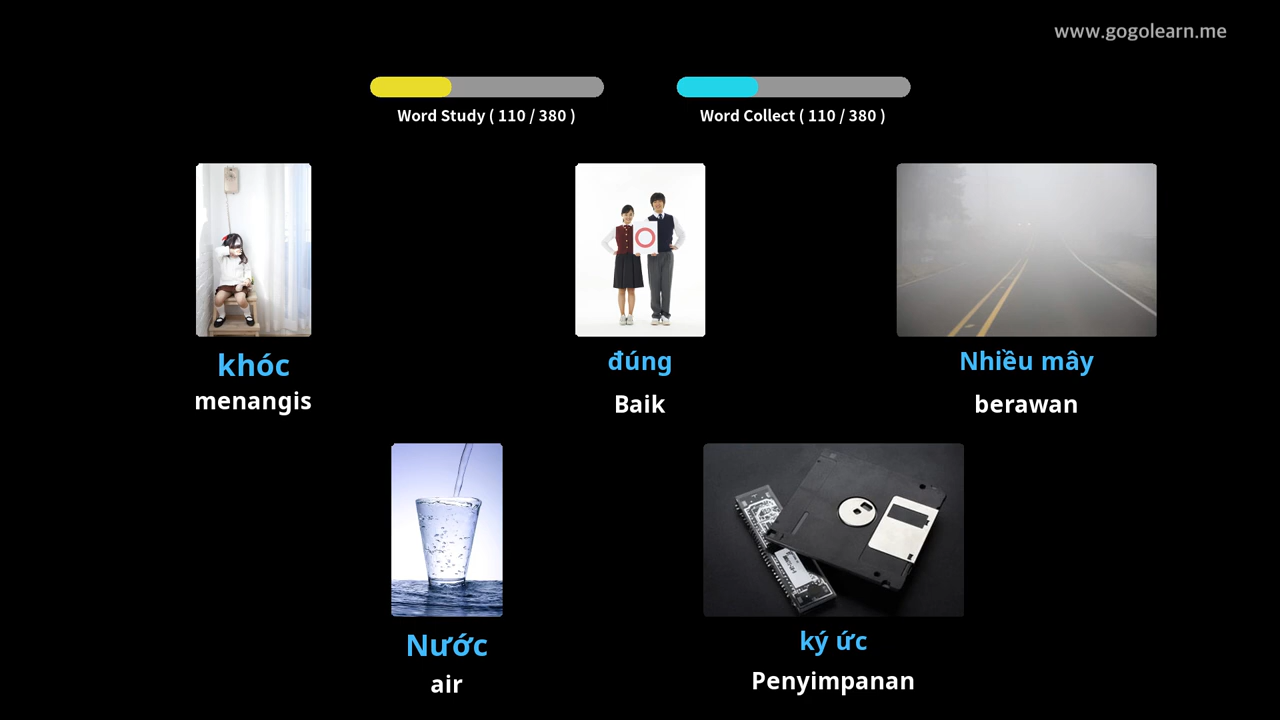 www.gogolearn.me
Word Study ( 110 / 380 )
Word Collect ( 110 / 380 )
khóc
menangis
đúng
Baik
Nhiều mây
berawan
Nước
air
ký ức
Penyimpanan